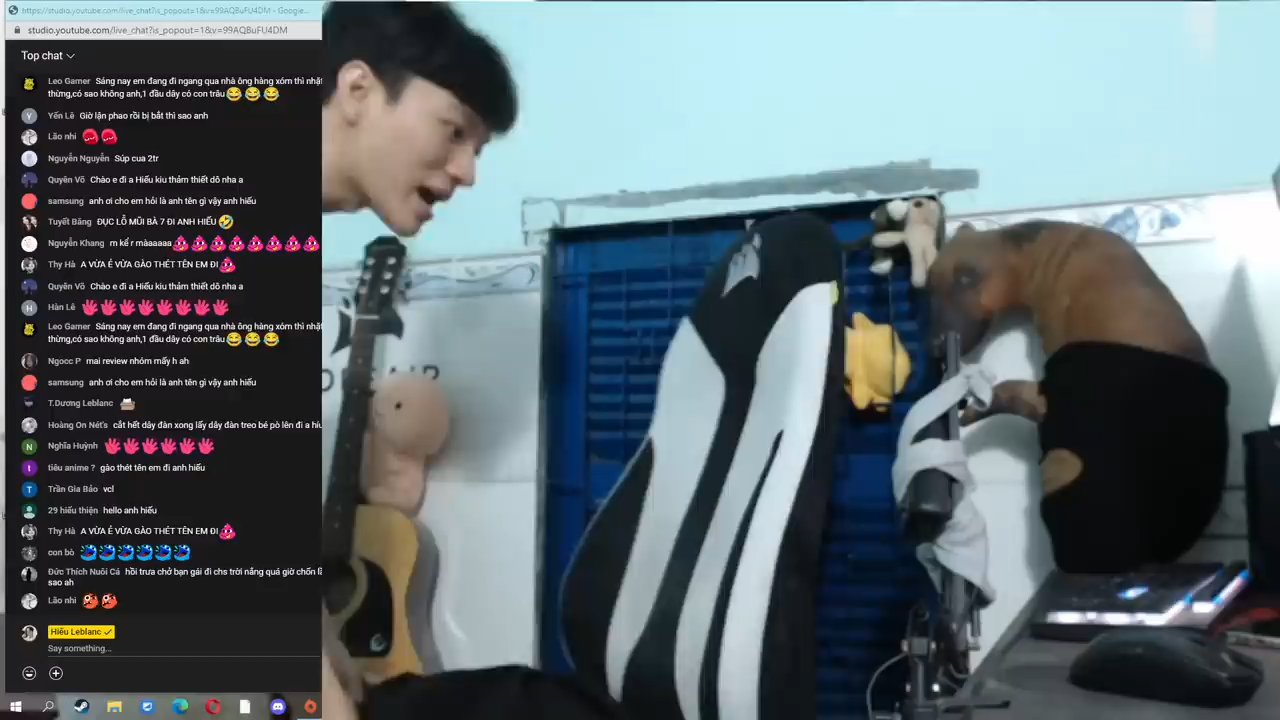 https://studio.youtube.com/live_chat?is_popout=1&v=99AQBuFU4DM - Google...
studio.youtube.com/live_chat?is_popout=1&v=99AQBuFU4DM
Top chat
Leo Gamer Sáng nay em đang đi ngang qua nhà ông hàng xóm thì nhặt
thừng,có sao không anh,1 đầu dây có con trâu😂😂😂
Yến Lê Giờ lận phao rồi bị bắt thì sao anh
Lão nhi
Nguyễn Nguyễn Súp cua 2tr
Quyên Võ Chào e đi a Hiếu kiu thảm thiết dô nha a
samsung anh ơi cho em hỏi là anh tên gì vậy anh hiếu
Tuyết Băng ĐỤC LỖ MŨI BÀ 7 ĐI ANH HIẾU🤣
Nguyễn Khang m kể r màaaaaa
Thy Hà A VỪA Ẻ VỪA GÀO THÉT TÊN EM ĐI
Quyên Võ Chào e đi a Hiếu kiu thảm thiết dô nha a
Hân Lê
Leo Gamer Sáng nay em đang đi ngang qua nhà ông hàng xóm thì nhặt
thừng,có sao không anh,1 đầu dây có con trâu😂😂😂
Ngocc P mai review nhóm mấy h ah
samsung anh ơi cho em hỏi là anh tên gì vậy anh hiếu
T.Dương Leblanc
Hoàng On Nét's cắt hết dây đàn xong lấy dây đàn treo bé pò lên đi a hiu
Nghĩa Huỳnh
tiêu anime ? gào thét tên em đi anh hiếu
Trần Gia Bảo vcl
29 hiếu thiện hello anh hiếu
Thy Hà A VỪA Ẻ VỪA GÀO THÉT TÊN EM ĐI
con bò
Đức Thích Nuôi Cá hồi trưa chở bạn gái đi chs trời nắng quá giờ chốn
sao ah
Lão nhi
Hiếu Leblanc
Say something...